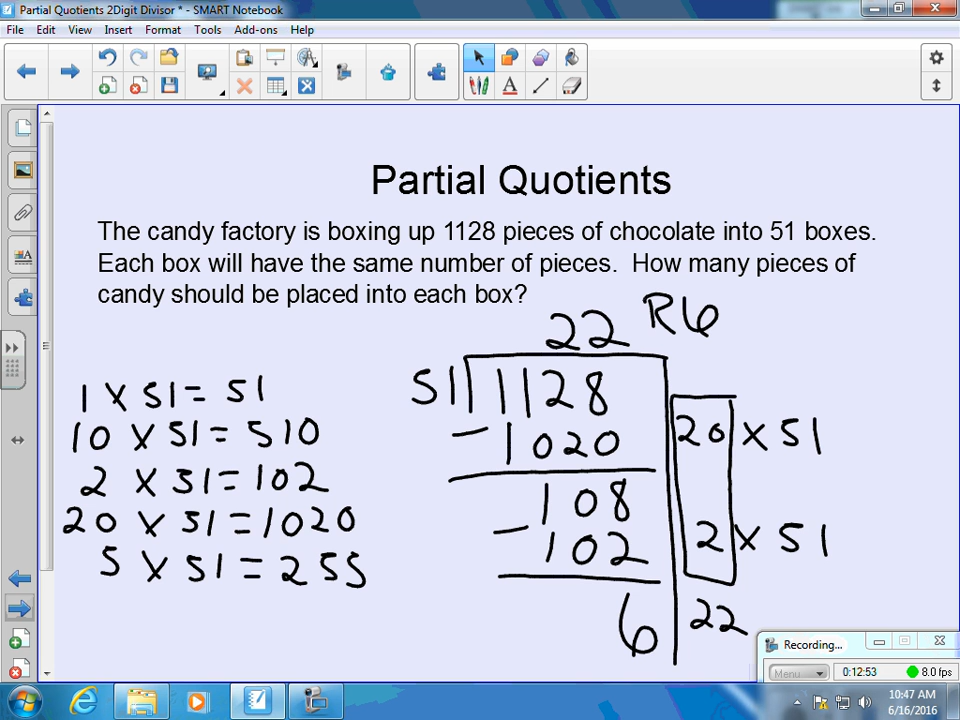 Partial Quotients 2Digit Divisor * - SMART Notebook
File Edit View Insert Format Tools Add-ons Help
Partial Quotients
The candy factory is boxing up 1128 pieces of chocolate into 51 boxes.
Each box will have the same number of pieces. How many pieces of
candy should be placed into each box?
22 R6
1 X 51 = 51
10 X 51 = 510
2 X 51 = 102
20 X 51 = 1020
5 X 51 = 255
51 1128
- 1020 20 X 51
108
- 102 2 X 51
6 22
Recording...
Menu 0:12:53 8.0 fps
10:47 AM
6/16/2016